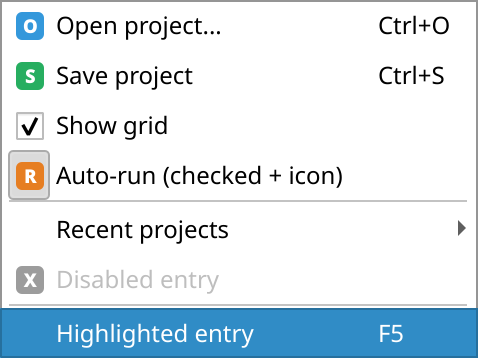 O Open project... Ctrl+O
S Save project Ctrl+S
Show grid
R Auto-run (checked + icon)
Recent projects
X Disabled entry
Highlighted entry F5